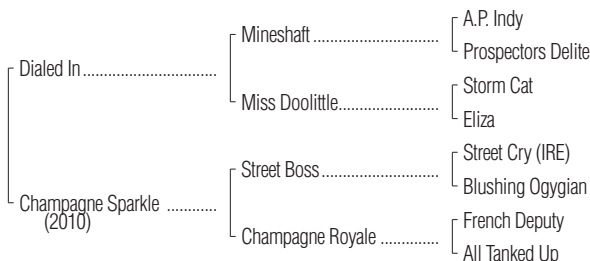 A.P. Indy
Mineshaft ..................................
Prospectors Delite
Dialed In ................................
Storm Cat
Miss Doolittle...........................
Eliza
Street Cry (IRE)
Street Boss ...............................
Blushing Ogygian
Champagne Sparkle ............
(2010)
French Deputy
Champagne Royale ..............
All Tanked Up